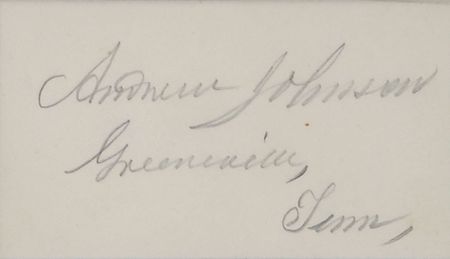 Andrew Johnson
Greeneville,
Tenn,